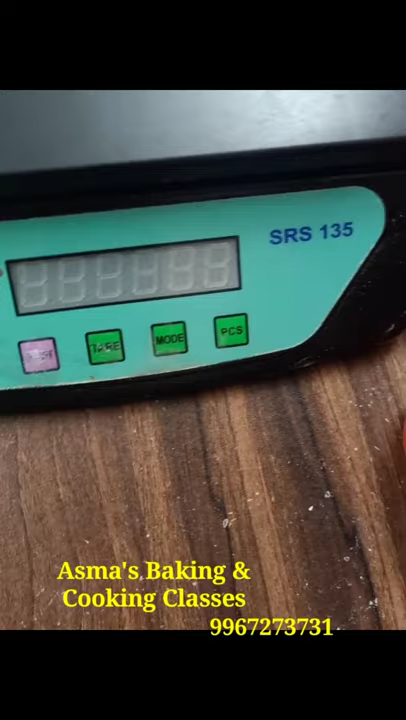 SRS 135
TARE
MODE
PCS
Asma's Baking &
Cooking Classes
9967273731